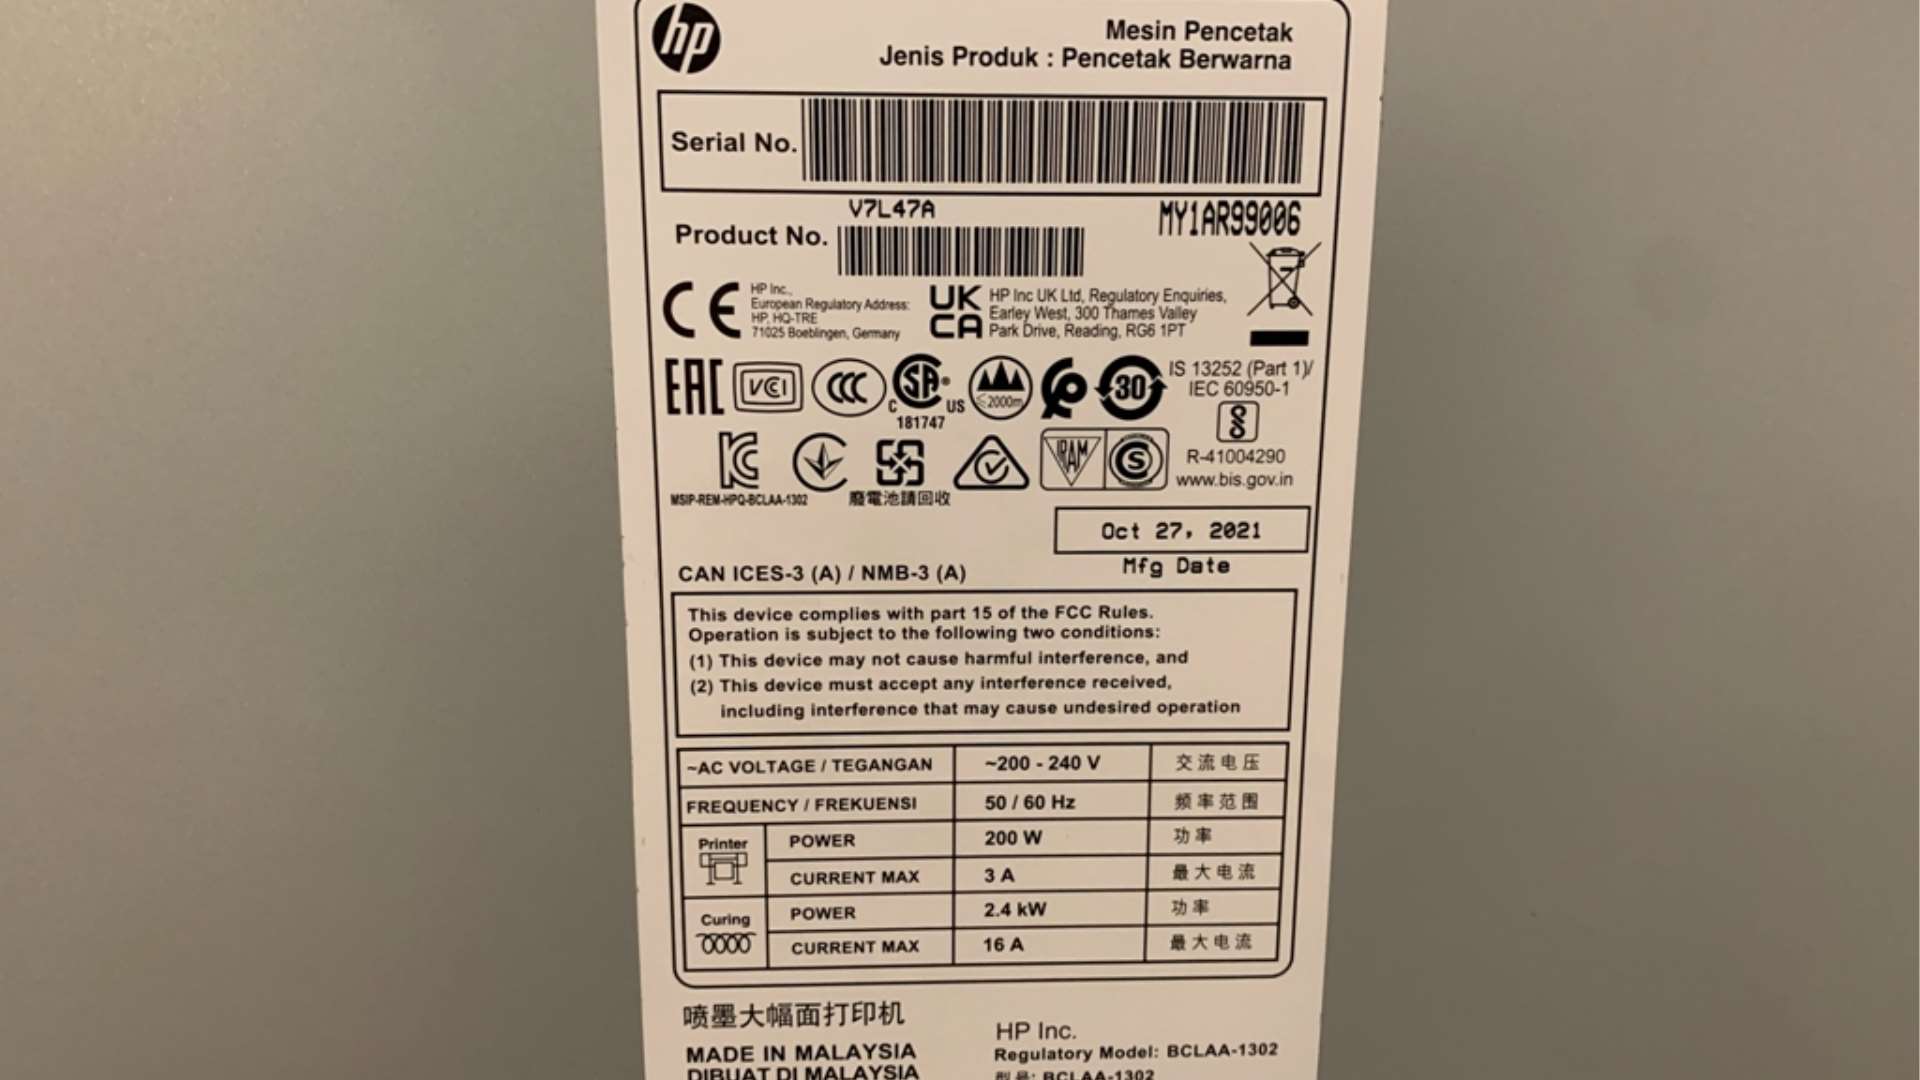 hp
Mesin Pencetak
Jenis Produk : Pencetak Berwarna
Serial No.
V7L47A
MY1AR99006
Product No.
CE
HP Inc.,
European Regulatory Address:
HP, HQ-TRE
71025 Boeblingen, Germany
UK
CA
HP Inc UK Ltd, Regulatory Enquiries,
Earley West, 300 Thames Valley
Park Drive, Reading, RG6 1PT
EAC
VCCI
CCC
C SA® US
181747
≤2000m
30
IS 13252 (Part 1)/
IEC 60950-1
R-41004290
www.bis.gov.in
KC
MSIP-REM-HPQ-BCLAA-1302
廢電池請回收
IRAM
S
Oct 27, 2021
Mfg Date
CAN ICES-3 (A) / NMB-3 (A)
This device complies with part 15 of the FCC Rules.
Operation is subject to the following two conditions:
(1) This device may not cause harmful interference, and
(2) This device must accept any interference received,
including interference that may cause undesired operation
~AC VOLTAGE / TEGANGAN ~200 - 240 V 交流电压
FREQUENCY / FREKUENSI 50 / 60 Hz 频率范围
Printer
POWER 200 W 功率
CURRENT MAX 3 A 最大电流
Curing
POWER 2.4 kW 功率
CURRENT MAX 16 A 最大电流
喷墨大幅面打印机
MADE IN MALAYSIA
DIBUAT DI MALAYSIA
HP Inc.
Regulatory Model: BCLAA-1302
型号: BCLAA-1302